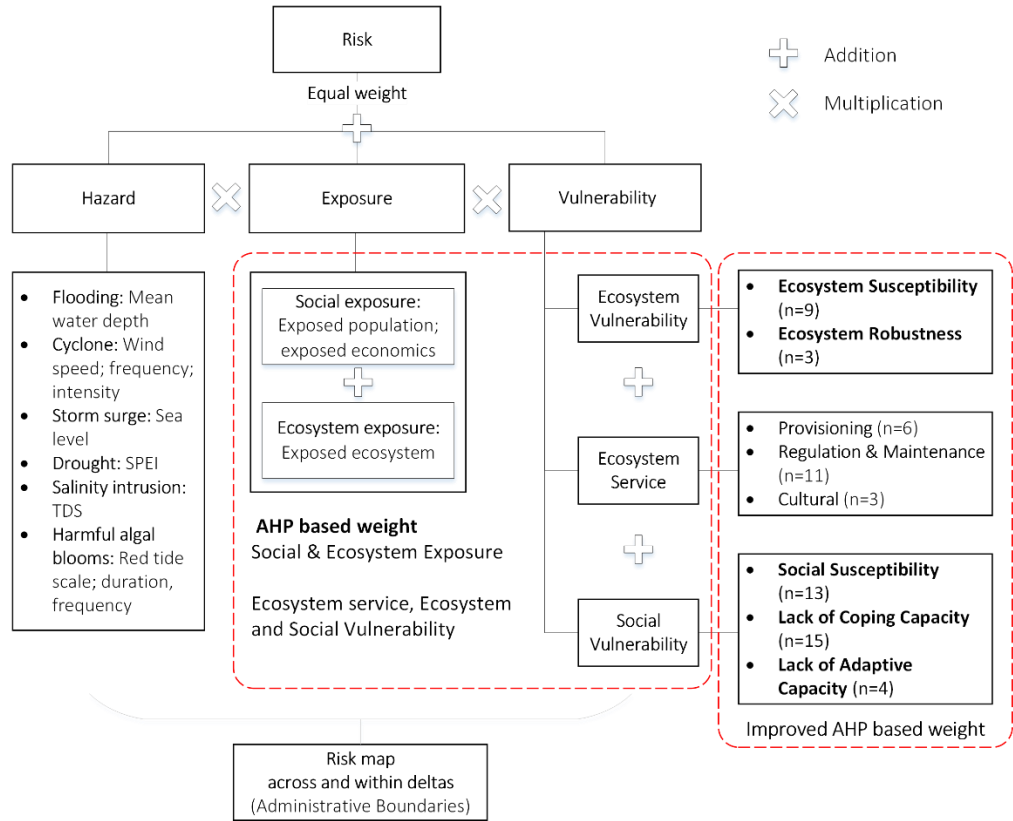 Risk
Equal weight
Addition
Multiplication
Hazard
Exposure
Vulnerability
• Flooding: Mean
water depth
• Cyclone: Wind
speed; frequency;
intensity
• Storm surge: Sea
level
• Drought: SPEI
• Salinity intrusion:
TDS
• Harmful algal
blooms: Red tide
scale; duration,
frequency
Social exposure:
Exposed population;
exposed economics
Ecosystem exposure:
Exposed ecosystem
AHP based weight
Social & Ecosystem Exposure
Ecosystem service, Ecosystem
and Social Vulnerability
Ecosystem
Vulnerability
Ecosystem
Service
Social
Vulnerability
• Ecosystem Susceptibility
(n=9)
• Ecosystem Robustness
(n=3)
• Provisioning (n=6)
• Regulation & Maintenance
(n=11)
• Cultural (n=3)
• Social Susceptibility
(n=13)
• Lack of Coping Capacity
(n=15)
• Lack of Adaptive
Capacity (n=4)
Improved AHP based weight
Risk map
across and within deltas
(Administrative Boundaries)